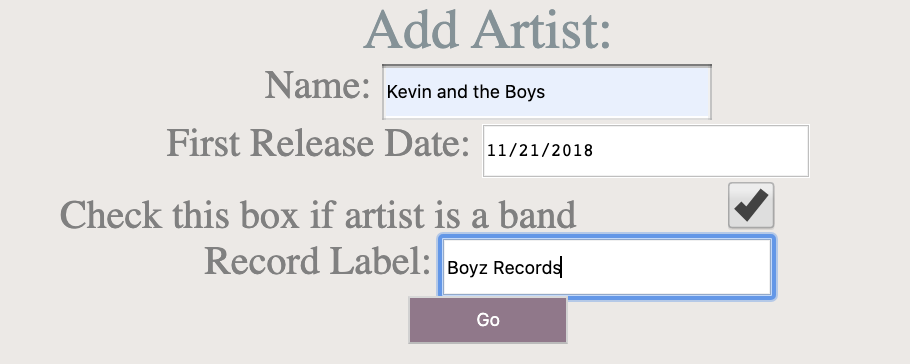 Add Artist:
Name: Kevin and the Boys
First Release Date: 11/21/2018
Check this box if artist is a band
Record Label: Boyz Records
Go